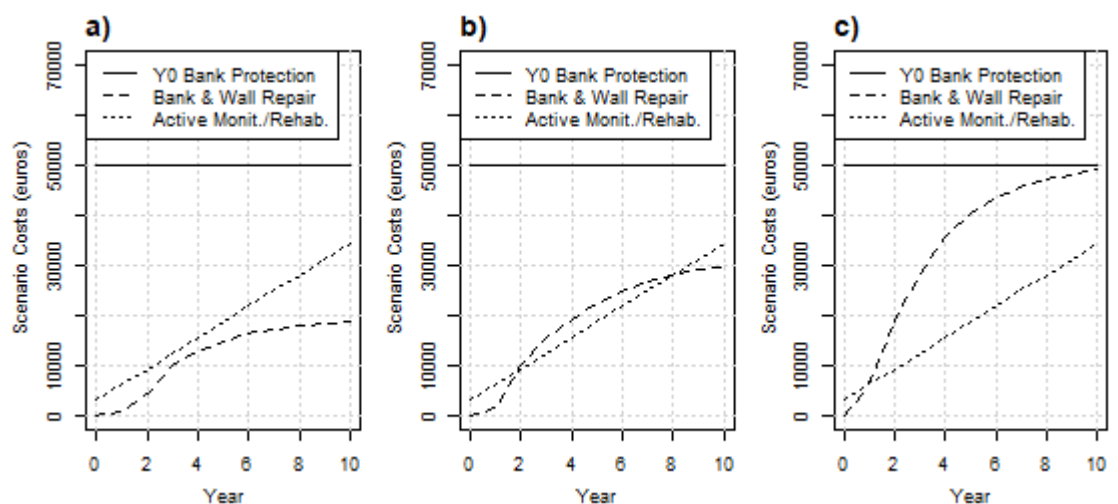 a)
Y0 Bank Protection
Bank & Wall Repair
Active Monit./Rehab.
Scenario Costs (euros)
70000
50000
30000
10000
0
0 2 4 6 8 10
Year
b)
Y0 Bank Protection
Bank & Wall Repair
Active Monit./Rehab.
Scenario Costs (euros)
70000
50000
30000
10000
0
0 2 4 6 8 10
Year
c)
Y0 Bank Protection
Bank & Wall Repair
Active Monit./Rehab.
Scenario Costs (euros)
70000
50000
30000
10000
0
0 2 4 6 8 10
Year